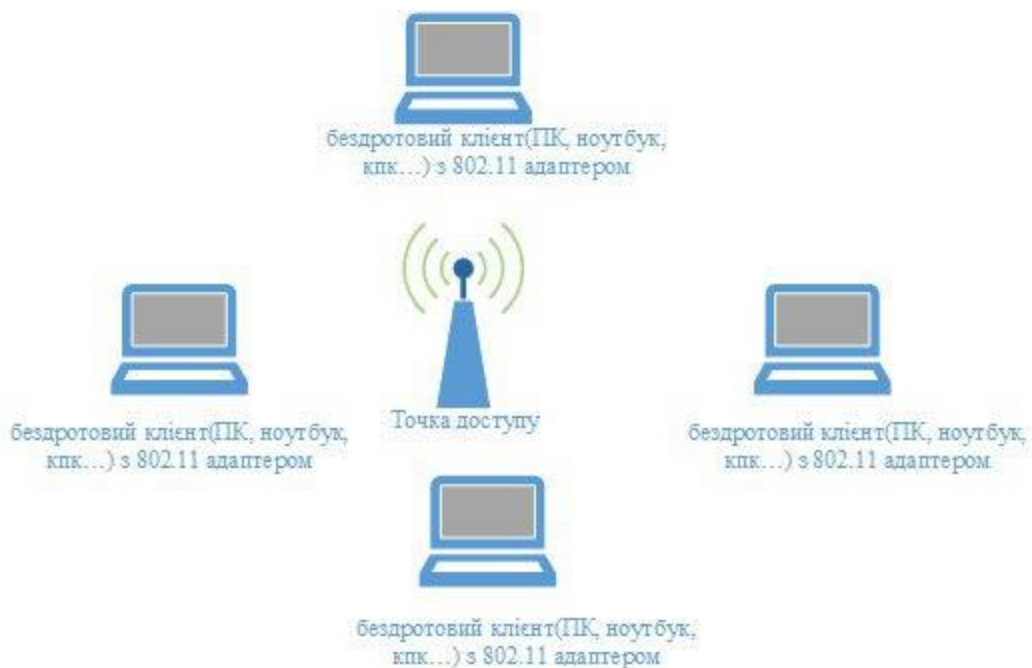 бездротовий клієнт(ПК, ноутбук,
кпк...) з 802.11 адаптером
Точка доступу
бездротовий клієнт(ПК, ноутбук,
кпк...) з 802.11 адаптером
бездротовий клієнт(ПК, ноутбук,
кпк...) з 802.11 адаптером
бездротовий клієнт(ПК, ноутбук,
кпк...) з 802.11 адаптером